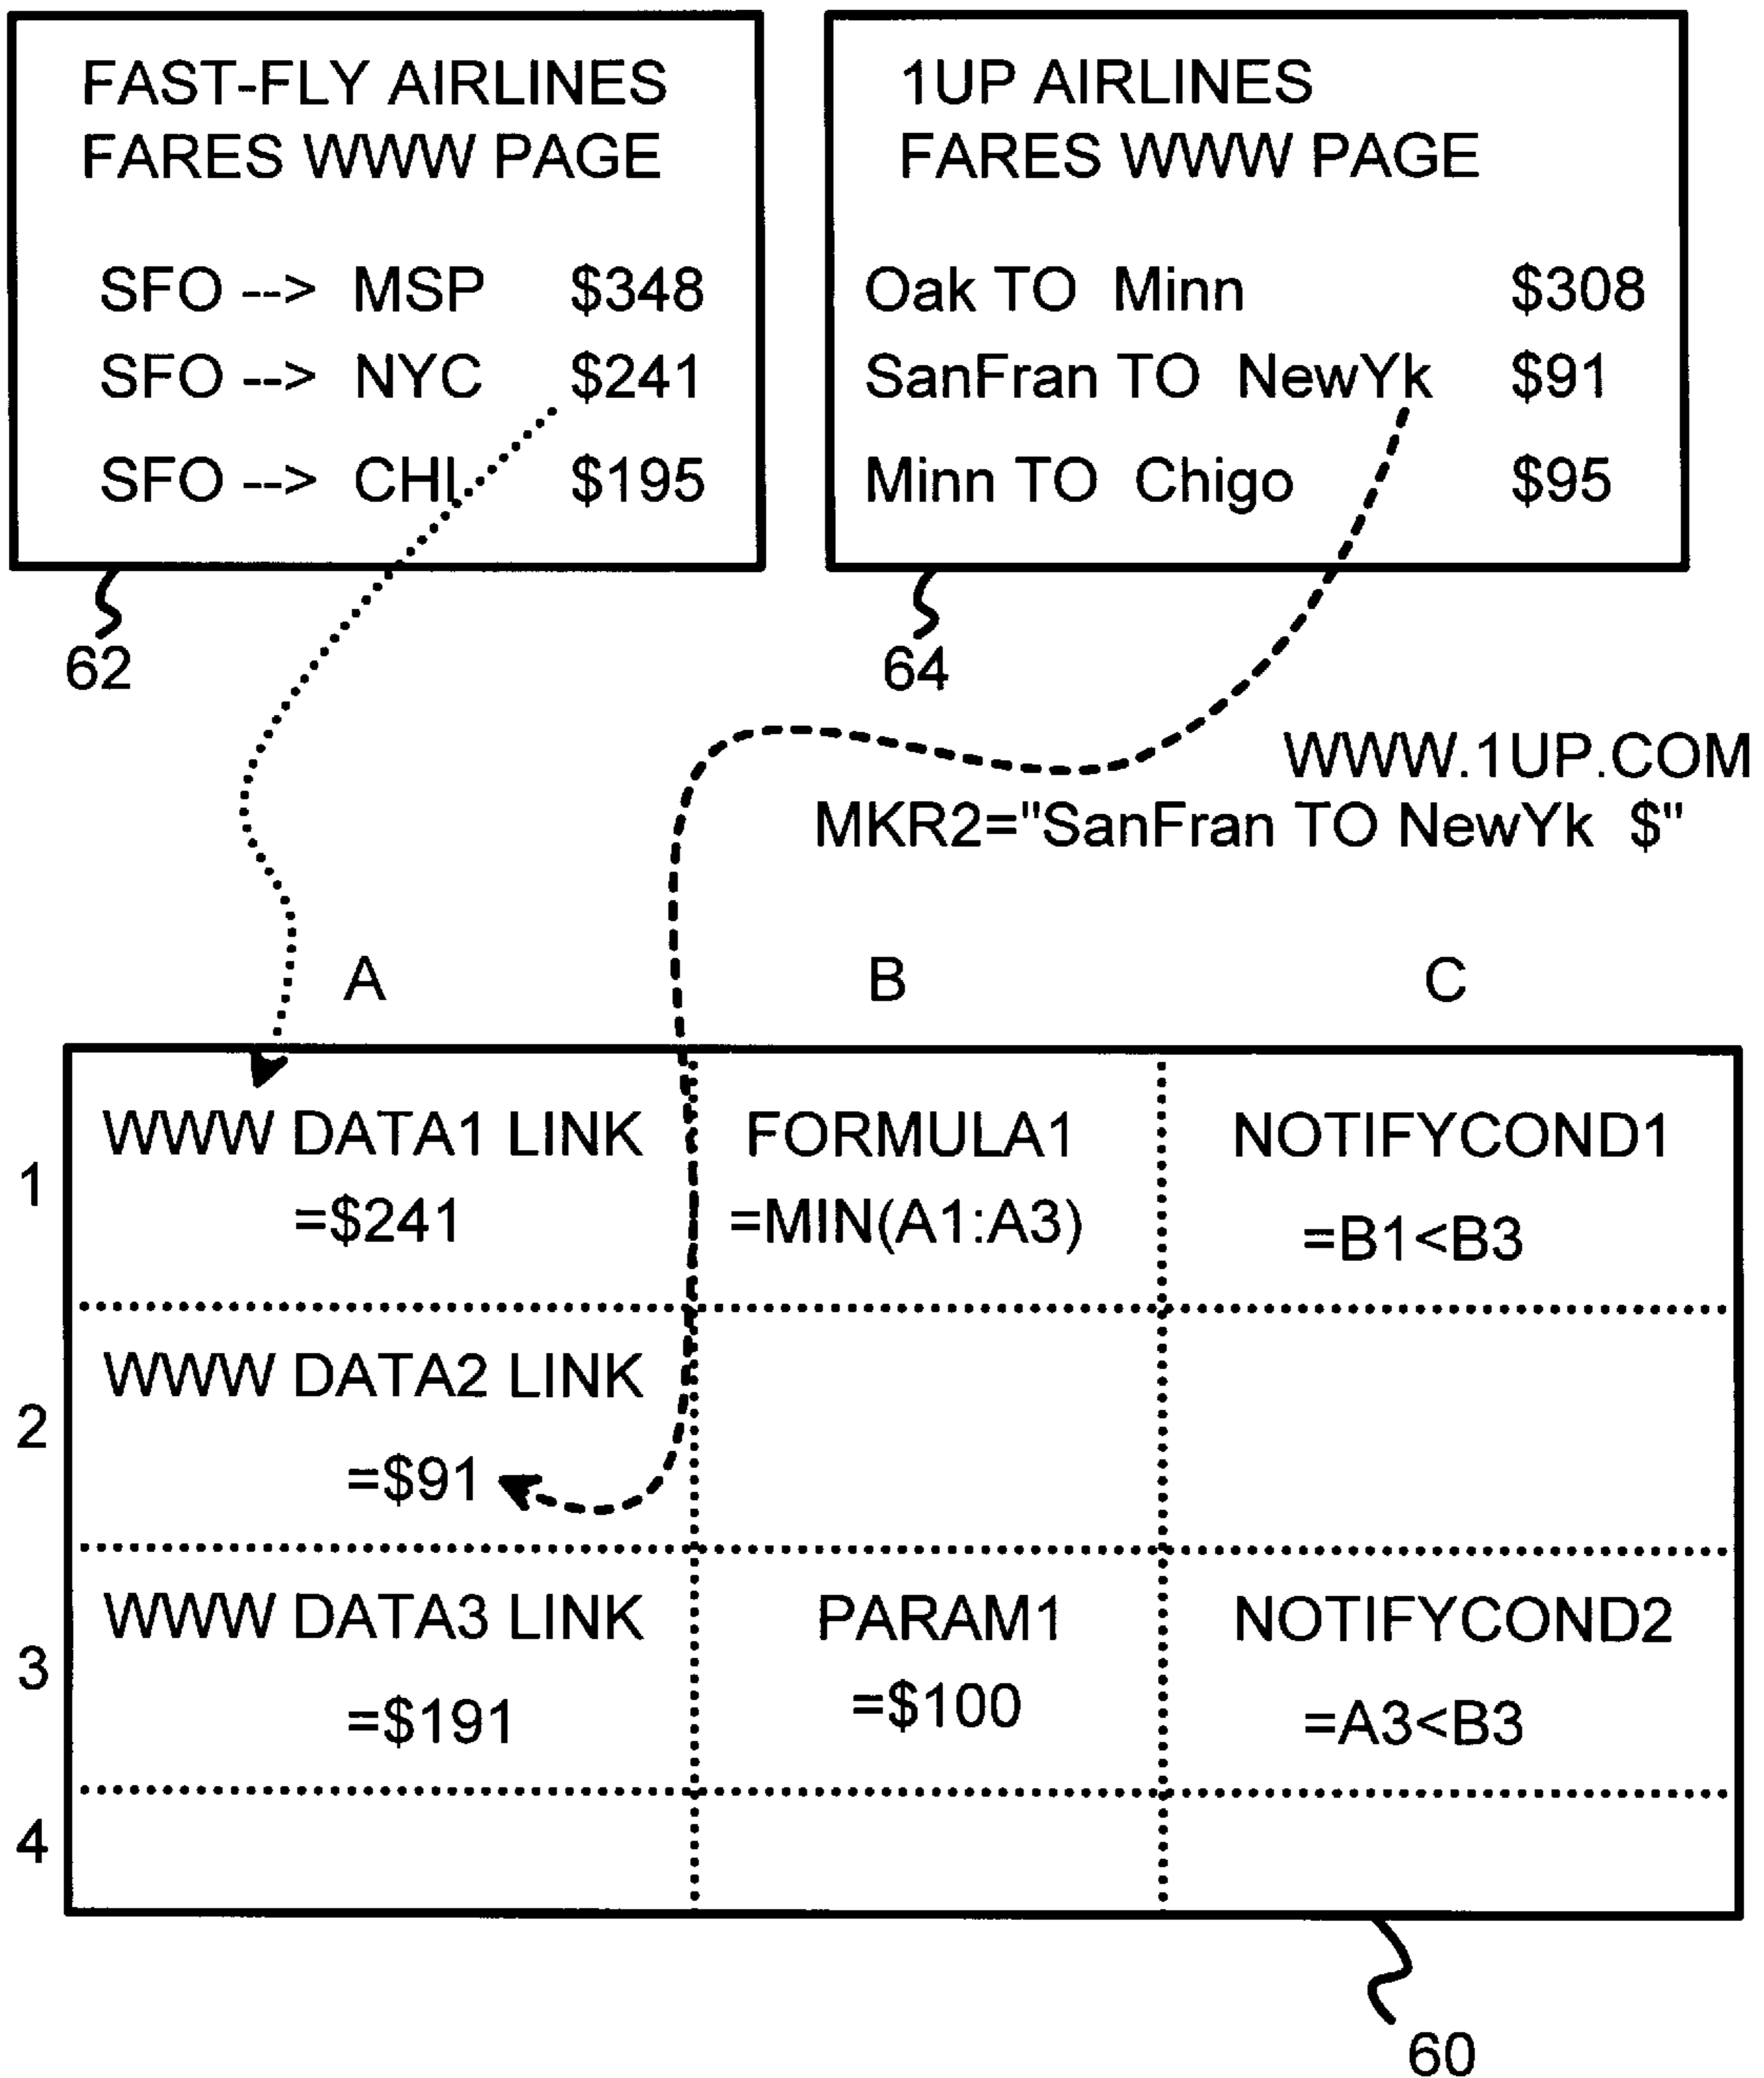 FAST-FLY AIRLINES
FARES WWW PAGE
SFO --> MSP $348
SFO --> NYC $241
SFO --> CHI $195
62
1UP AIRLINES
FARES WWW PAGE
Oak TO Minn $308
SanFran TO NewYk $91
Minn TO Chigo $95
64
WWW.1UP.COM
MKR2="SanFran TO NewYk $"
A B C
1
WWW DATA1 LINK
=$241
FORMULA1
=MIN(A1:A3)
NOTIFYCOND1
=B1<B3
2
WWW DATA2 LINK
=$91
3
WWW DATA3 LINK
=$191
PARAM1
=$100
NOTIFYCOND2
=A3<B3
4
60